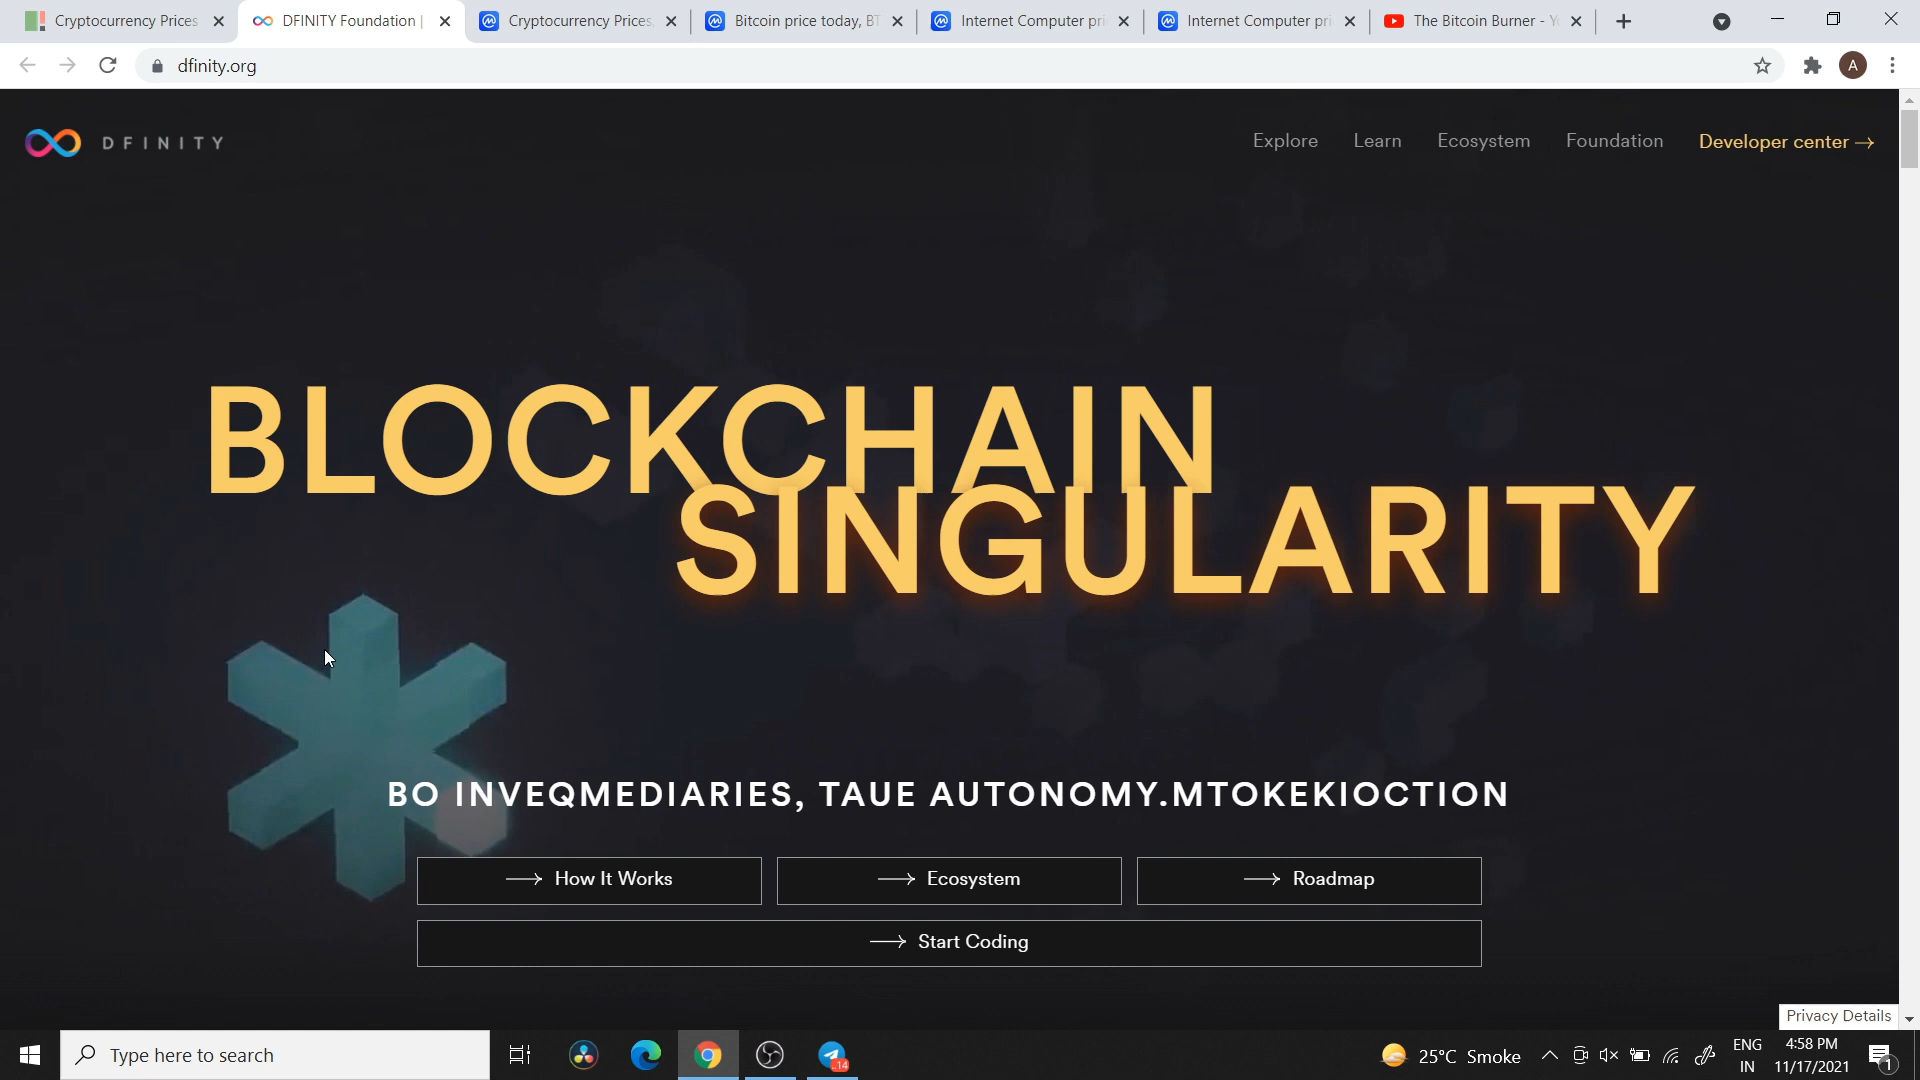 Cryptocurrency Prices
DFINITY Foundation |
Cryptocurrency Prices,
Bitcoin price today, BT
Internet Computer pri
Internet Computer pri
The Bitcoin Burner - Y
dfinity.org
A
DFINITY
Explore
Learn
Ecosystem
Foundation
Developer center →
BLOCKCHAIN
SINGULARITY
BO INVEQMEDIARIES, TAUE AUTONOMY.MTOKEKIOCTION
→ How It Works
→ Ecosystem
→ Roadmap
→ Start Coding
Privacy Details
Type here to search
..14
25°C Smoke
ENG
IN
4:58 PM
11/17/2021
1